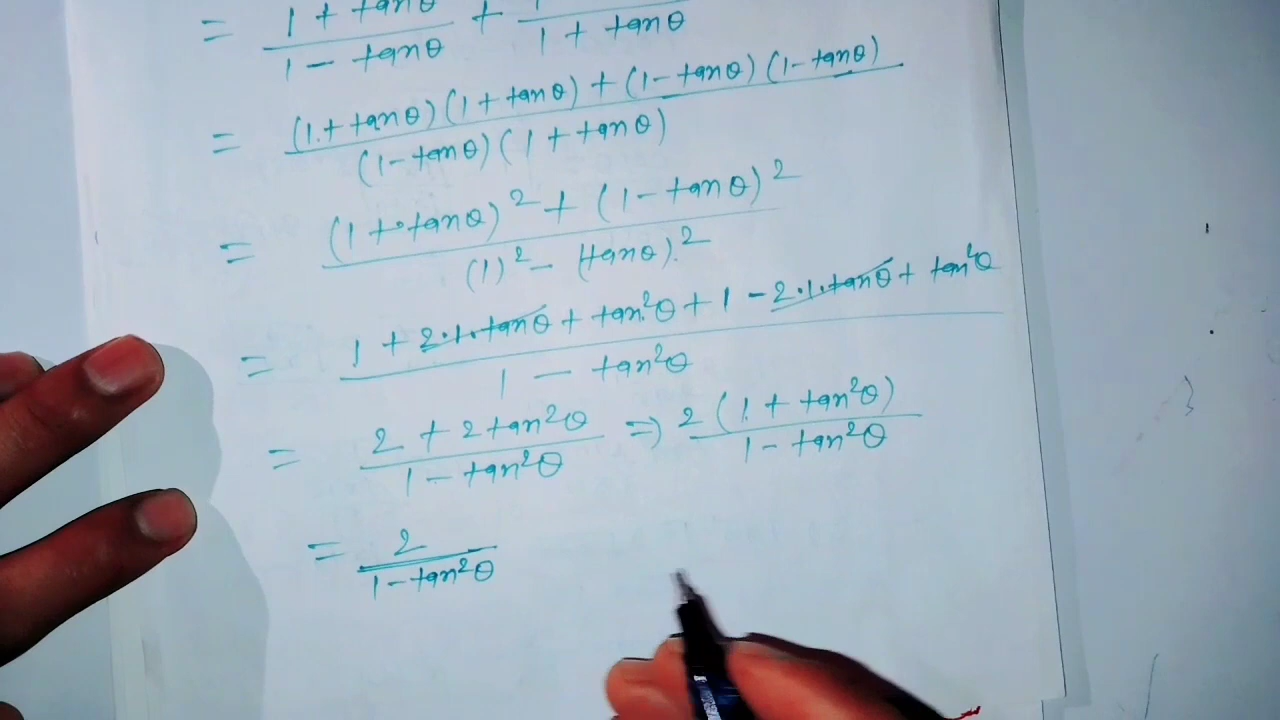 = 1 + tanθ / 1 - tanθ + 1 / 1 + tanθ
= (1 + tanθ)(1 + tanθ) + (1 - tanθ)(1 - tanθ) / (1 - tanθ)(1 + tanθ)
= (1 + tanθ)² + (1 - tanθ)² / (1)² - (tanθ)²
= 1 + 2·1·tanθ + tan²θ + 1 - 2·1·tanθ + tan²θ / 1 - tan²θ
= 2 + 2tan²θ / 1 - tan²θ ⇒ 2(1 + tan²θ) / 1 - tan²θ
= 2 / 1 - tan²θ